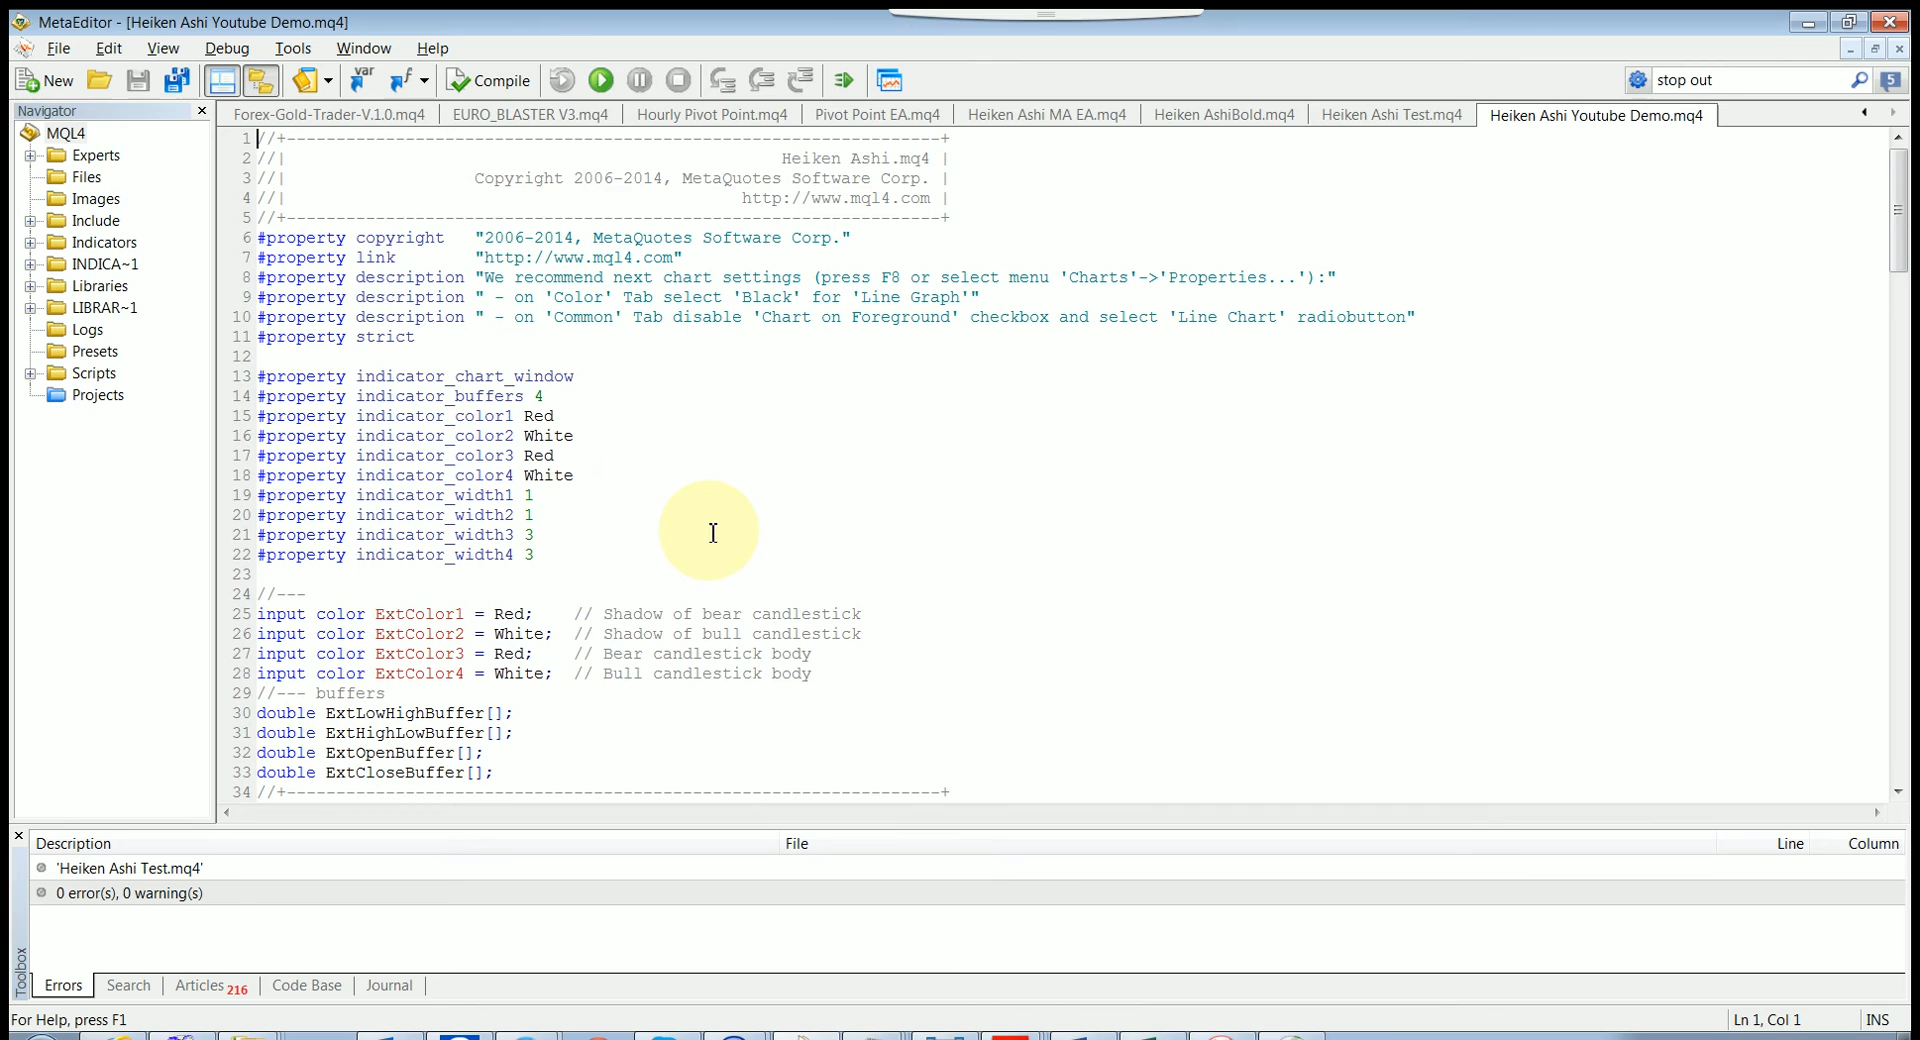 MetaEditor - [Heiken Ashi Youtube Demo.mq4]
File Edit View Debug Tools Window Help
New var f Compile stop out 5
Navigator
Forex-Gold-Trader-V.1.0.mq4 EURO_BLASTER V3.mq4 Hourly Pivot Point.mq4 Pivot Point EA.mq4 Heiken Ashi MA EA.mq4 Heiken AshiBold.mq4 Heiken Ashi Test.mq4 Heiken Ashi Youtube Demo.mq4
MQL4
Experts
Files
Images
Include
Indicators
INDICA~1
Libraries
LIBRAR~1
Logs
Presets
Scripts
Projects
1 //+------------------------------------------------------------------+
2 //|                                                  Heiken Ashi.mq4 |
3 //|                   Copyright 2006-2014, MetaQuotes Software Corp. |
4 //|                                              http://www.mql4.com |
5 //+------------------------------------------------------------------+
6 #property copyright   "2006-2014, MetaQuotes Software Corp."
7 #property link        "http://www.mql4.com"
8 #property description "We recommend next chart settings (press F8 or select menu 'Charts'->'Properties...'):"
9 #property description " - on 'Color' Tab select 'Black' for 'Line Graph'"
10 #property description " - on 'Common' Tab disable 'Chart on Foreground' checkbox and select 'Line Chart' radiobutton"
11 #property strict
12
13 #property indicator_chart_window
14 #property indicator_buffers 4
15 #property indicator_color1 Red
16 #property indicator_color2 White
17 #property indicator_color3 Red
18 #property indicator_color4 White
19 #property indicator_width1 1
20 #property indicator_width2 1
21 #property indicator_width3 3
22 #property indicator_width4 3
23
24 //---
25 input color ExtColor1 = Red;    // Shadow of bear candlestick
26 input color ExtColor2 = White;  // Shadow of bull candlestick
27 input color ExtColor3 = Red;    // Bear candlestick body
28 input color ExtColor4 = White;  // Bull candlestick body
29 //--- buffers
30 double ExtLowHighBuffer[];
31 double ExtHighLowBuffer[];
32 double ExtOpenBuffer[];
33 double ExtCloseBuffer[];
34 //+------------------------------------------------------------------+
Description File Line Column
'Heiken Ashi Test.mq4'
0 error(s), 0 warning(s)
Toolbox
Errors Search Articles 216 Code Base Journal
For Help, press F1 Ln 1, Col 1 INS